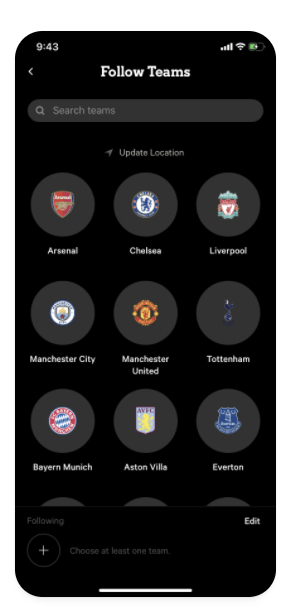 9:43
Follow Teams
Search teams
Update Location
Arsenal
Chelsea
Liverpool
Manchester City
Manchester
United
Tottenham
Bayern Munich
Aston Villa
Everton
Following
Edit
Choose at least one team.